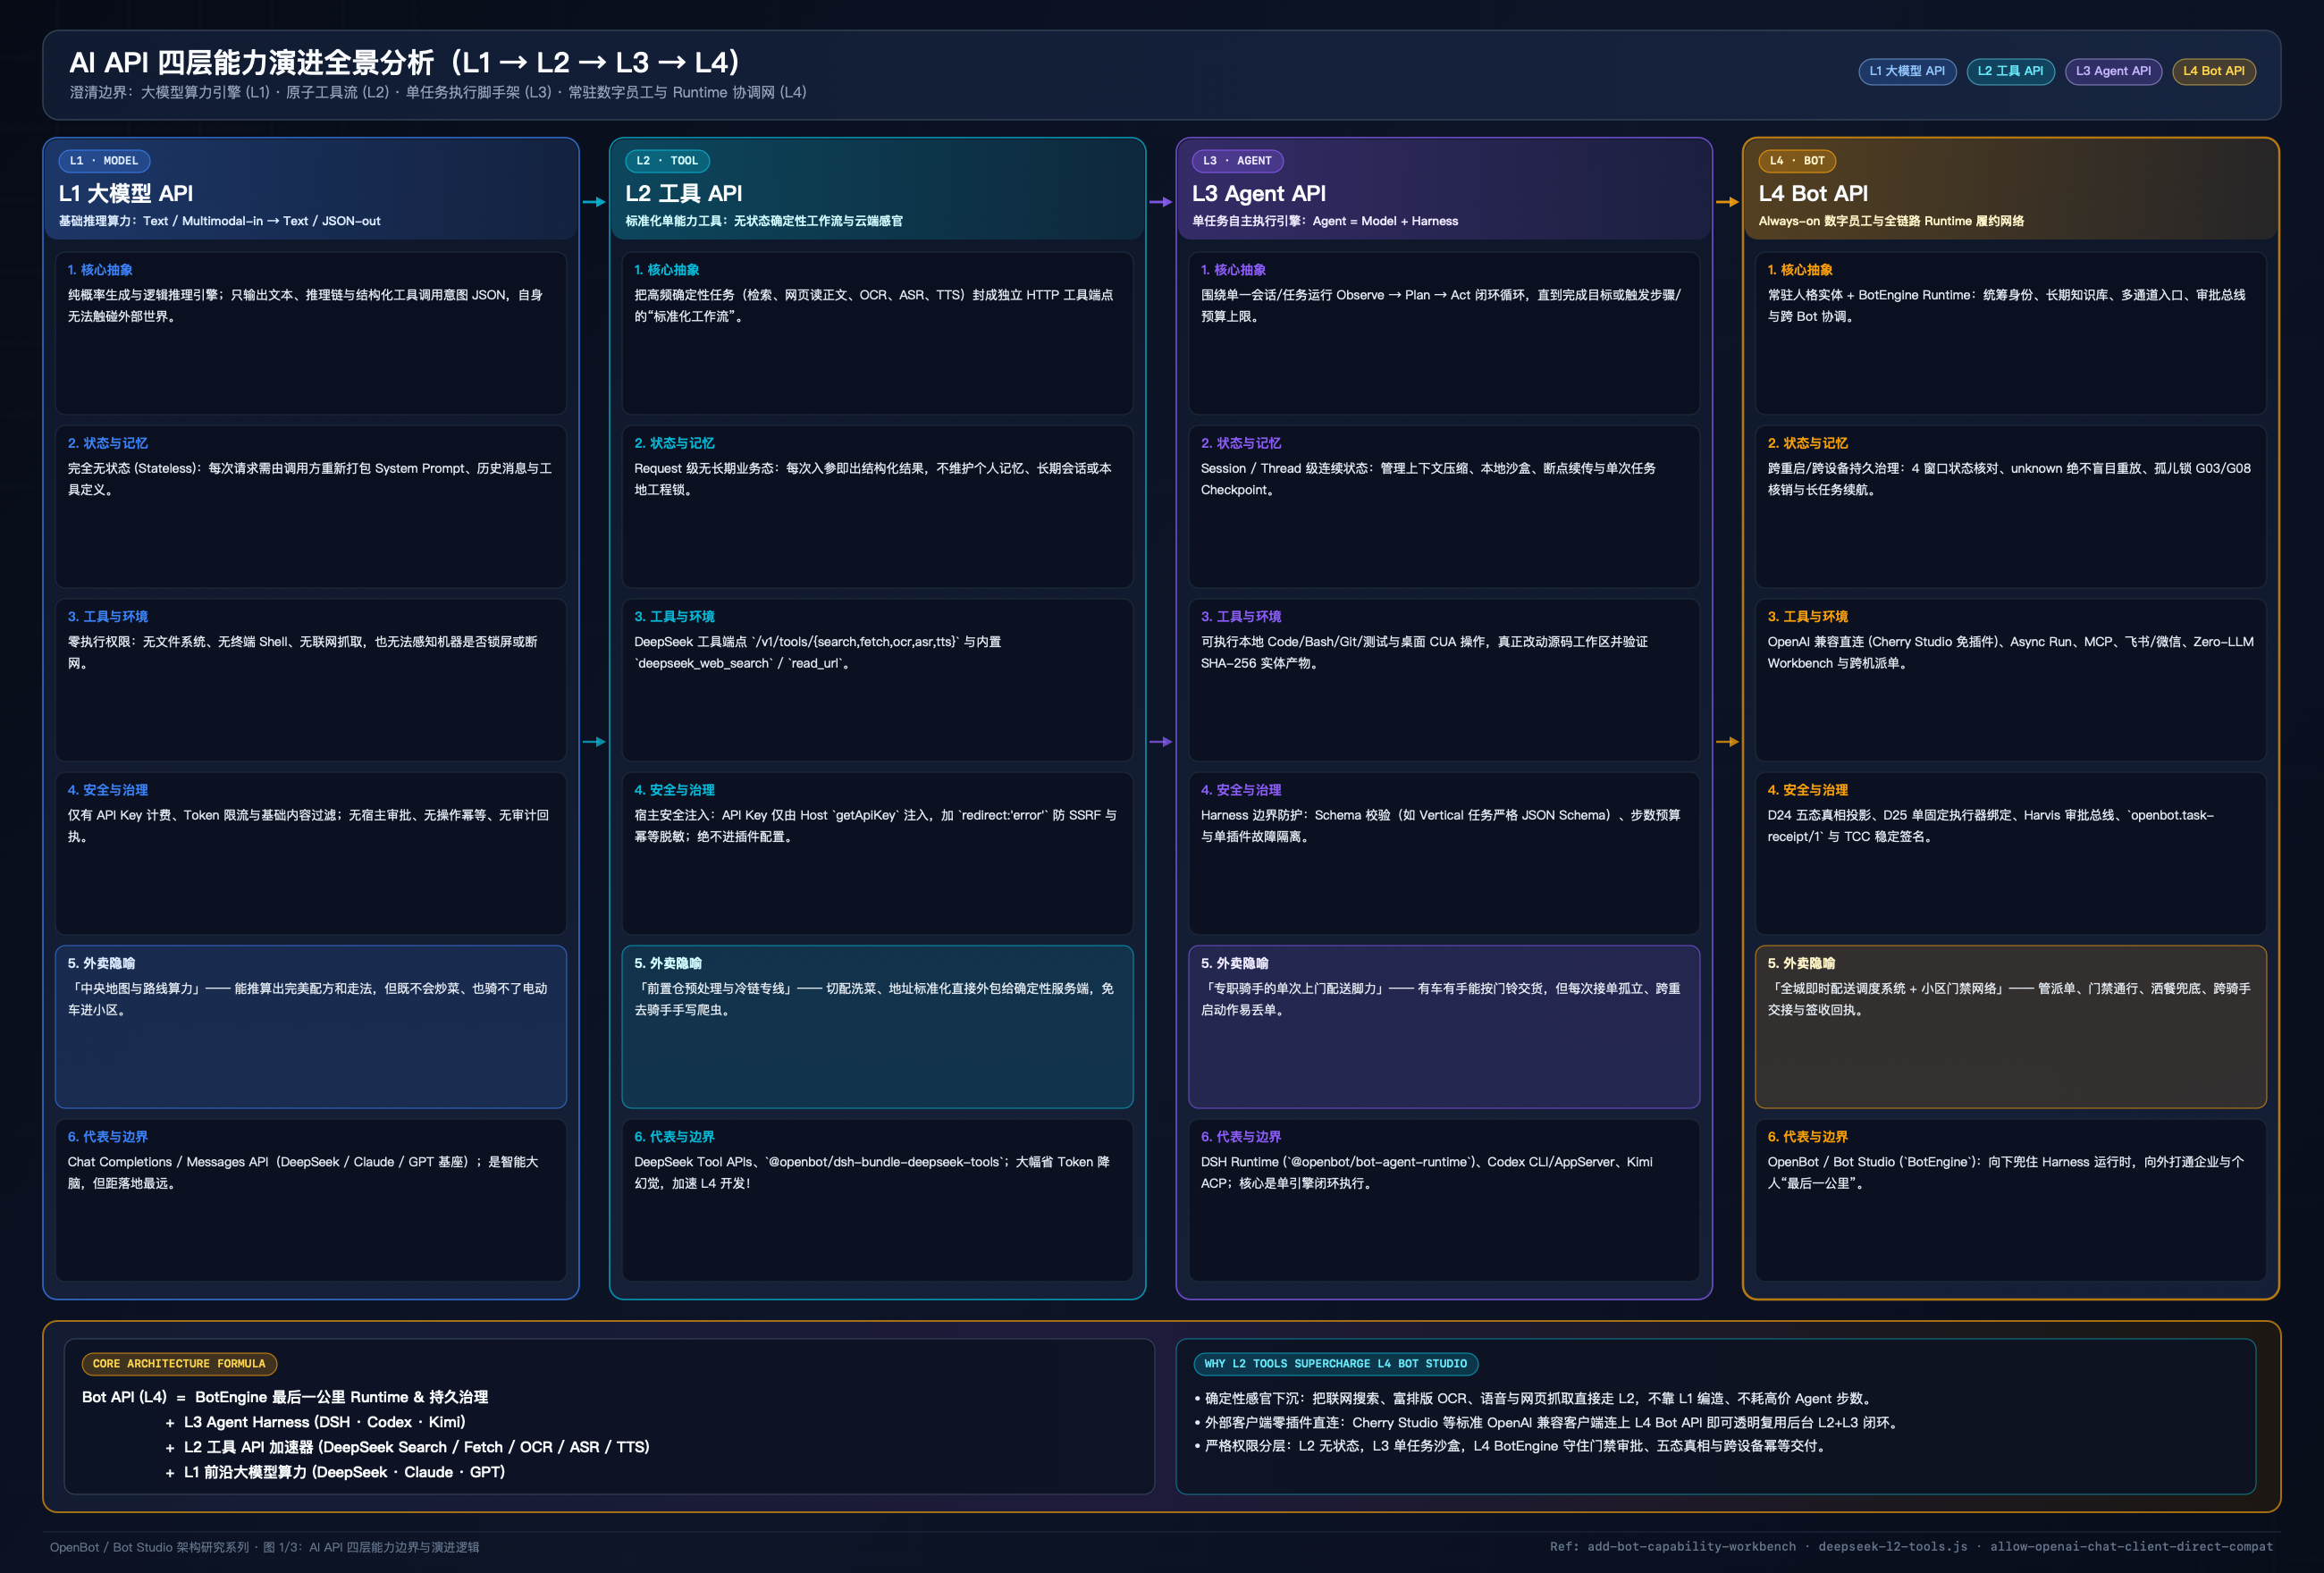 AI API 四层能力演进全景分析（L1 → L2 → L3 → L4）
澄清边界：大模型算力引擎 (L1) · 原子工具流 (L2) · 单任务执行脚手架 (L3) · 常驻数字员工与 Runtime 协调网 (L4)
L1 大模型 API
L2 工具 API
L3 Agent API
L4 Bot API
L1 · MODEL
L1 大模型 API
基础推理算力：Text / Multimodal-in → Text / JSON-out
1. 核心抽象
纯概率生成与逻辑推理引擎；只输出文本、推理链与结构化工具调用意图 JSON，自身
无法触碰外部世界。
2. 状态与记忆
完全无状态 (Stateless)：每次请求需由调用方重新打包 System Prompt、历史消息与工
具定义。
3. 工具与环境
零执行权限：无文件系统、无终端 Shell、无联网抓取，也无法感知机器是否锁屏或断
网。
4. 安全与治理
仅有 API Key 计费、Token 限流与基础内容过滤；无宿主审批、无操作幂等、无审计回
执。
5. 外卖隐喻
「中央地图与路线算力」—— 能推算出完美配方和走法，但既不会炒菜、也骑不了电动
车进小区。
6. 代表与边界
Chat Completions / Messages API（DeepSeek / Claude / GPT 基座）；是智能大
脑，但距落地最远。
L2 · TOOL
L2 工具 API
标准化单能力工具：无状态确定性工作流与云端感官
1. 核心抽象
把高频确定性任务（检索、网页读正文、OCR、ASR、TTS）封成独立 HTTP 工具端点
的“标准化工作流”。
2. 状态与记忆
Request 级无长期业务态：每次入参即出结构化结果，不维护个人记忆、长期会话或本
地工程锁。
3. 工具与环境
DeepSeek 工具端点 `/v1/tools/{search,fetch,ocr,asr,tts}` 与内置
`deepseek_web_search` / `read_url`。
4. 安全与治理
宿主安全注入：API Key 仅由 Host `getApiKey` 注入，加 `redirect:'error'` 防 SSRF 与
幂等脱敏；绝不进插件配置。
5. 外卖隐喻
「前置仓预处理与冷链专线」—— 切配洗菜、地址标准化直接外包给确定性服务端，免
去骑手手写爬虫。
6. 代表与边界
DeepSeek Tool APIs、`@openbot/dsh-bundle-deepseek-tools`；大幅省 Token 降
幻觉，加速 L4 开发！
L3 · AGENT
L3 Agent API
单任务自主执行引擎：Agent = Model + Harness
1. 核心抽象
围绕单一会话/任务运行 Observe → Plan → Act 闭环循环，直到完成目标或触发步骤/
预算上限。
2. 状态与记忆
Session / Thread 级连续状态：管理上下文压缩、本地沙盒、断点续传与单次任务
Checkpoint。
3. 工具与环境
可执行本地 Code/Bash/Git/测试与桌面 CUA 操作，真正改动源码工作区并验证
SHA-256 实体产物。
4. 安全与治理
Harness 边界防护：Schema 校验（如 Vertical 任务严格 JSON Schema）、步数预算
与单插件故障隔离。
5. 外卖隐喻
「专职骑手的单次上门配送脚力」—— 有车有手能按门铃交货，但每次接单孤立、跨重
启动作易丢单。
6. 代表与边界
DSH Runtime (`@openbot/bot-agent-runtime`)、Codex CLI/AppServer、Kimi
ACP；核心是单引擎闭环执行。
L4 · BOT
L4 Bot API
Always-on 数字员工与全链路 Runtime 履约网络
1. 核心抽象
常驻人格实体 + BotEngine Runtime：统筹身份、长期知识库、多通道入口、审批总线
与跨 Bot 协调。
2. 状态与记忆
跨重启/跨设备持久治理：4 窗口状态核对、unknown 绝不盲目重放、孤儿锁 G03/G08
核销与长任务续航。
3. 工具与环境
OpenAI 兼容直连 (Cherry Studio 免插件)、Async Run、MCP、飞书/微信、Zero-LLM
Workbench 与跨机派单。
4. 安全与治理
D24 五态真相投影、D25 单固定执行器绑定、Harvis 审批总线、`openbot.task-
receipt/1` 与 TCC 稳定签名。
5. 外卖隐喻
「全城即时配送调度系统 + 小区门禁网络」—— 管派单、门禁通行、洒餐兜底、跨骑手
交接与签收回执。
6. 代表与边界
OpenBot / Bot Studio (`BotEngine`)：向下兜住 Harness 运行时，向外打通企业与个
人“最后一公里”。
CORE ARCHITECTURE FORMULA
Bot API (L4) = BotEngine 最后一公里 Runtime & 持久治理
+ L3 Agent Harness (DSH · Codex · Kimi)
+ L2 工具 API 加速器 (DeepSeek Search / Fetch / OCR / ASR / TTS)
+ L1 前沿大模型算力 (DeepSeek · Claude · GPT)
WHY L2 TOOLS SUPERCHARGE L4 BOT STUDIO
• 确定性感官下沉：把联网搜索、富排版 OCR、语音与网页抓取直接走 L2，不靠 L1 编造、不耗高价 Agent 步数。
• 外部客户端零插件直连：Cherry Studio 等标准 OpenAI 兼容客户端连上 L4 Bot API 即可透明复用后台 L2+L3 闭环。
• 严格权限分层：L2 无状态，L3 单任务沙盒，L4 BotEngine 守住门禁审批、五态真相与跨设备幂等交付。
OpenBot / Bot Studio 架构研究系列 · 图 1/3：AI API 四层能力边界与演进逻辑
Ref: add-bot-capability-workbench · deepseek-l2-tools.js · allow-openai-chat-client-direct-compat